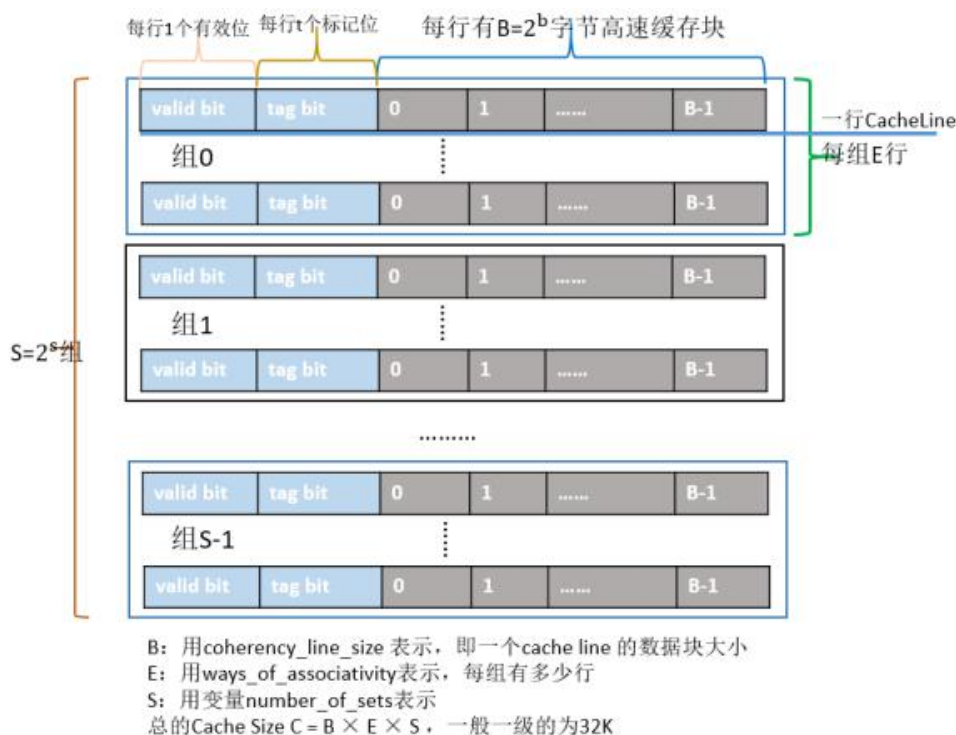 每行1个有效位 每行t个标记位 每行有B=2^b字节高速缓存块
valid bit tag bit 0 1 ...... B-1
一行CacheLine
组0
每组E行
valid bit tag bit 0 1 ...... B-1
valid bit tag bit 0 1 ...... B-1
组1
S=2^s组
valid bit tag bit 0 1 ...... B-1
.........
valid bit tag bit 0 1 ...... B-1
组S-1
valid bit tag bit 0 1 ...... B-1
B：用coherency_line_size 表示，即一个cache line 的数据块大小
E：用ways_of_associativity表示，每组有多少行
S：用变量number_of_sets表示
总的Cache Size C = B × E × S ，一般一级的为32K